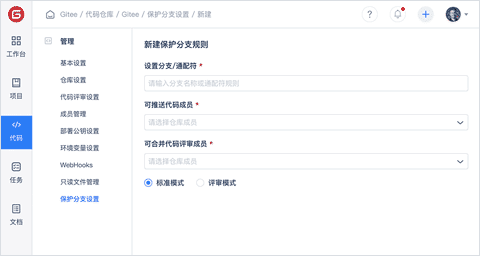 G
Gitee / 代码仓库 / Gitee / 保护分支设置 / 新建
?
工作台
项目
代码
任务
文档
管理
基本设置
仓库设置
代码评审设置
成员管理
部署公钥设置
环境变量设置
WebHooks
只读文件管理
保护分支设置
新建保护分支规则
设置分支/通配符 *
请输入分支名称或通配符规则
可推送代码成员 *
请选择仓库成员
可合并代码评审成员 *
请选择仓库成员
标准模式
评审模式